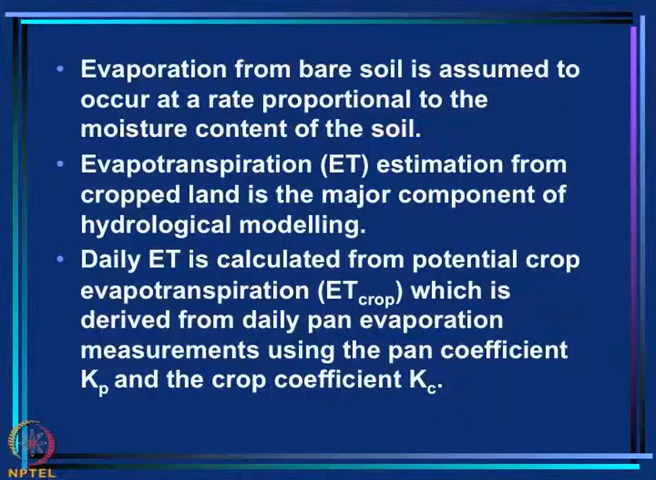 • Evaporation from bare soil is assumed to
occur at a rate proportional to the
moisture content of the soil.
• Evapotranspiration (ET) estimation from
cropped land is the major component of
hydrological modelling.
• Daily ET is calculated from potential crop
evapotranspiration (ETcrop) which is
derived from daily pan evaporation
measurements using the pan coefficient
Kp and the crop coefficient Kc.
NPTEL